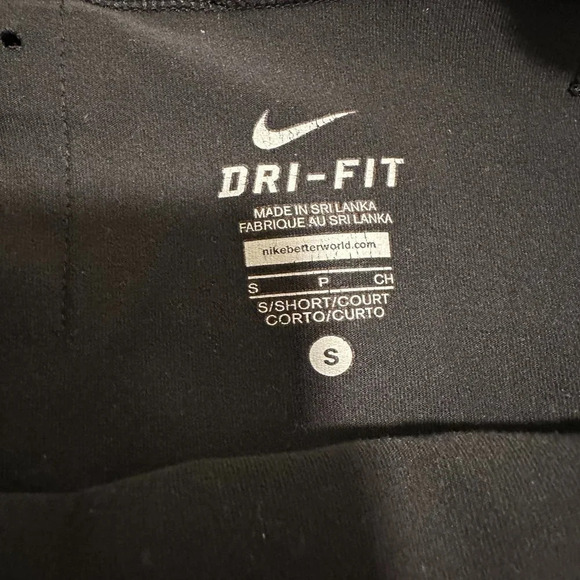 DRI-FIT
MADE IN SRI LANKA
FABRIQUE AU SRI LANKA
nikebetterworld.com
S P CH
S/SHORT/COURT
CORTO/CURTO
S